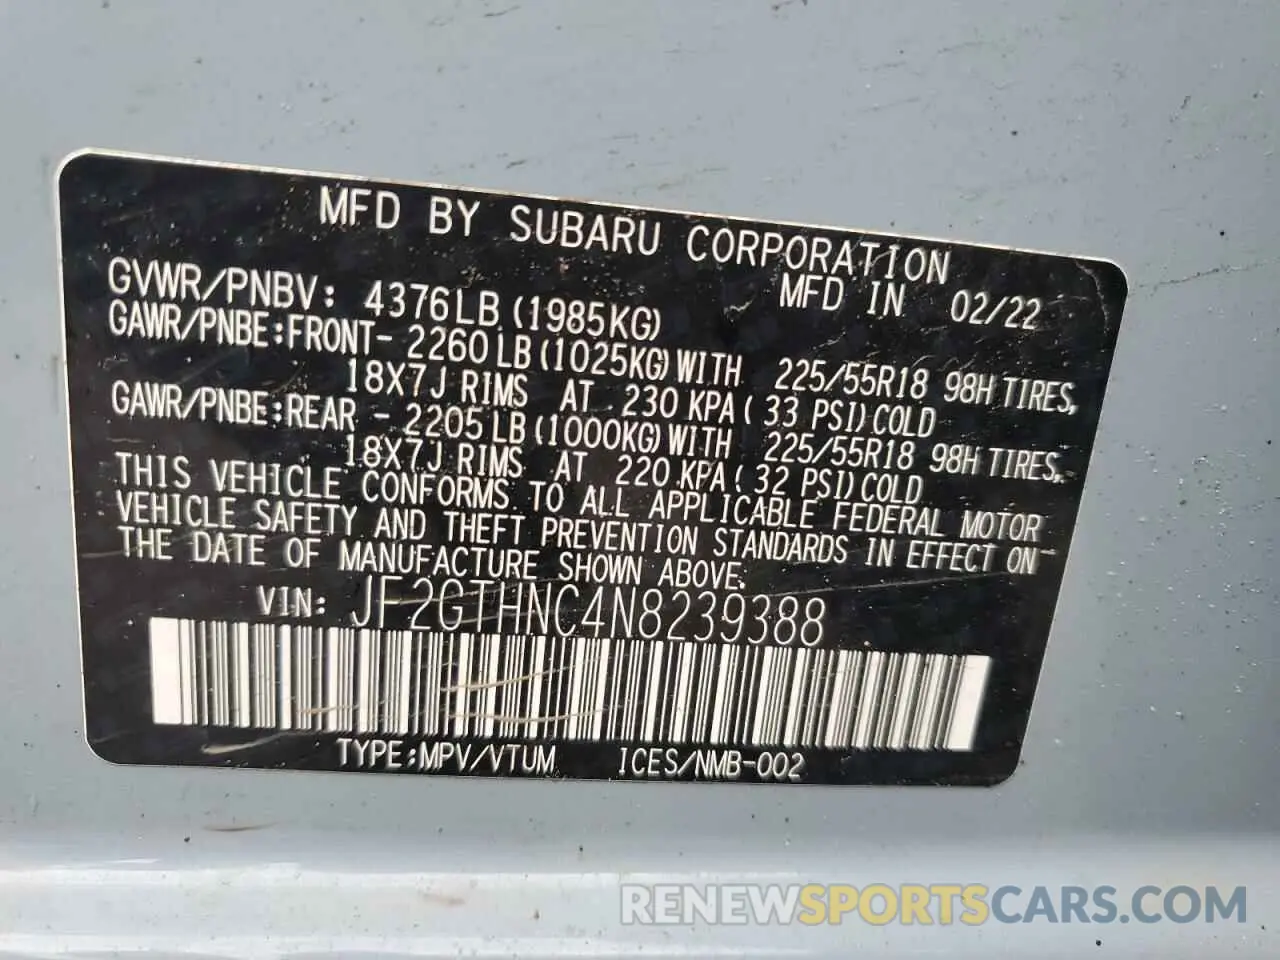 MFD BY SUBARU CORPORATION
MFD IN 02/22
GVWR/PNBV: 4376LB (1985KG)
GAWR/PNBE:FRONT- 2260LB (1025KG) WITH 225/55R18 98H TIRES,
18X7J RIMS AT 230 KPA ( 33 PSI) COLD
GAWR/PNBE:REAR - 2205LB (1000KG) WITH 225/55R18 98H TIRES,
18X7J RIMS AT 220 KPA ( 32 PSI) COLD
THIS VEHICLE CONFORMS TO ALL APPLICABLE FEDERAL MOTOR
VEHICLE SAFETY AND THEFT PREVENTION STANDARDS IN EFFECT ON
THE DATE OF MANUFACTURE SHOWN ABOVE.
VIN: JF2GTHNC4N8239388
TYPE:MPV/VTUM ICES/NMB-002
RENEWSPORTSCARS.COM